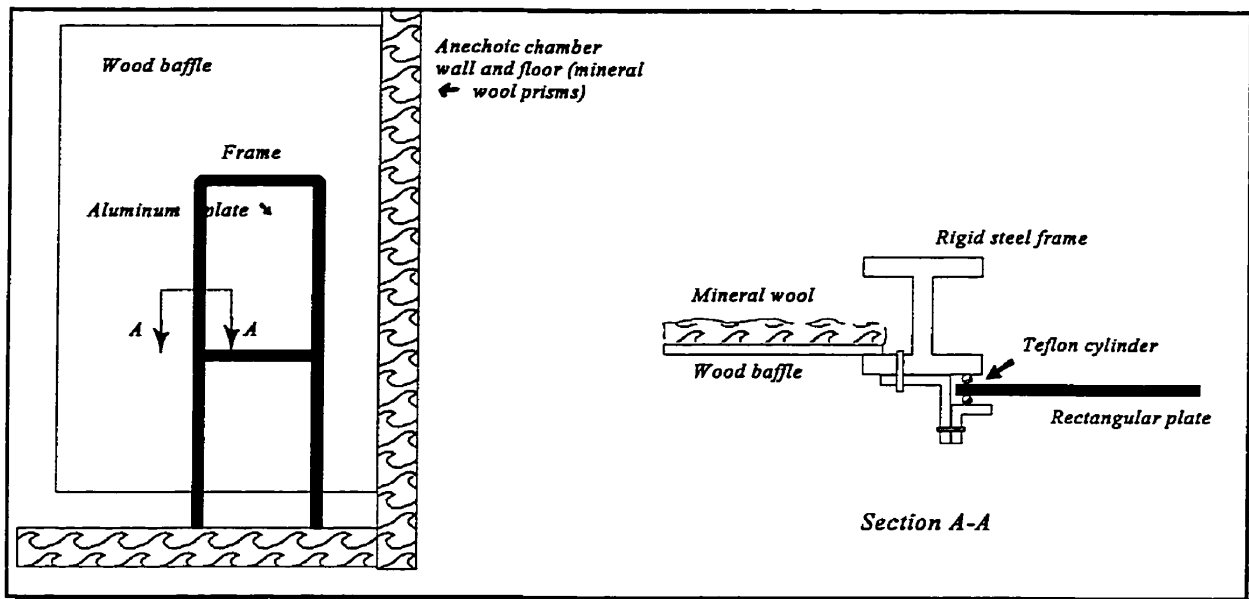 Wood baffle
Anechoic chamber
wall and floor (mineral
wool prisms)
Frame
Aluminum plate
A
A
Rigid steel frame
Mineral wool
Teflon cylinder
Wood baffle
Rectangular plate
Section A-A